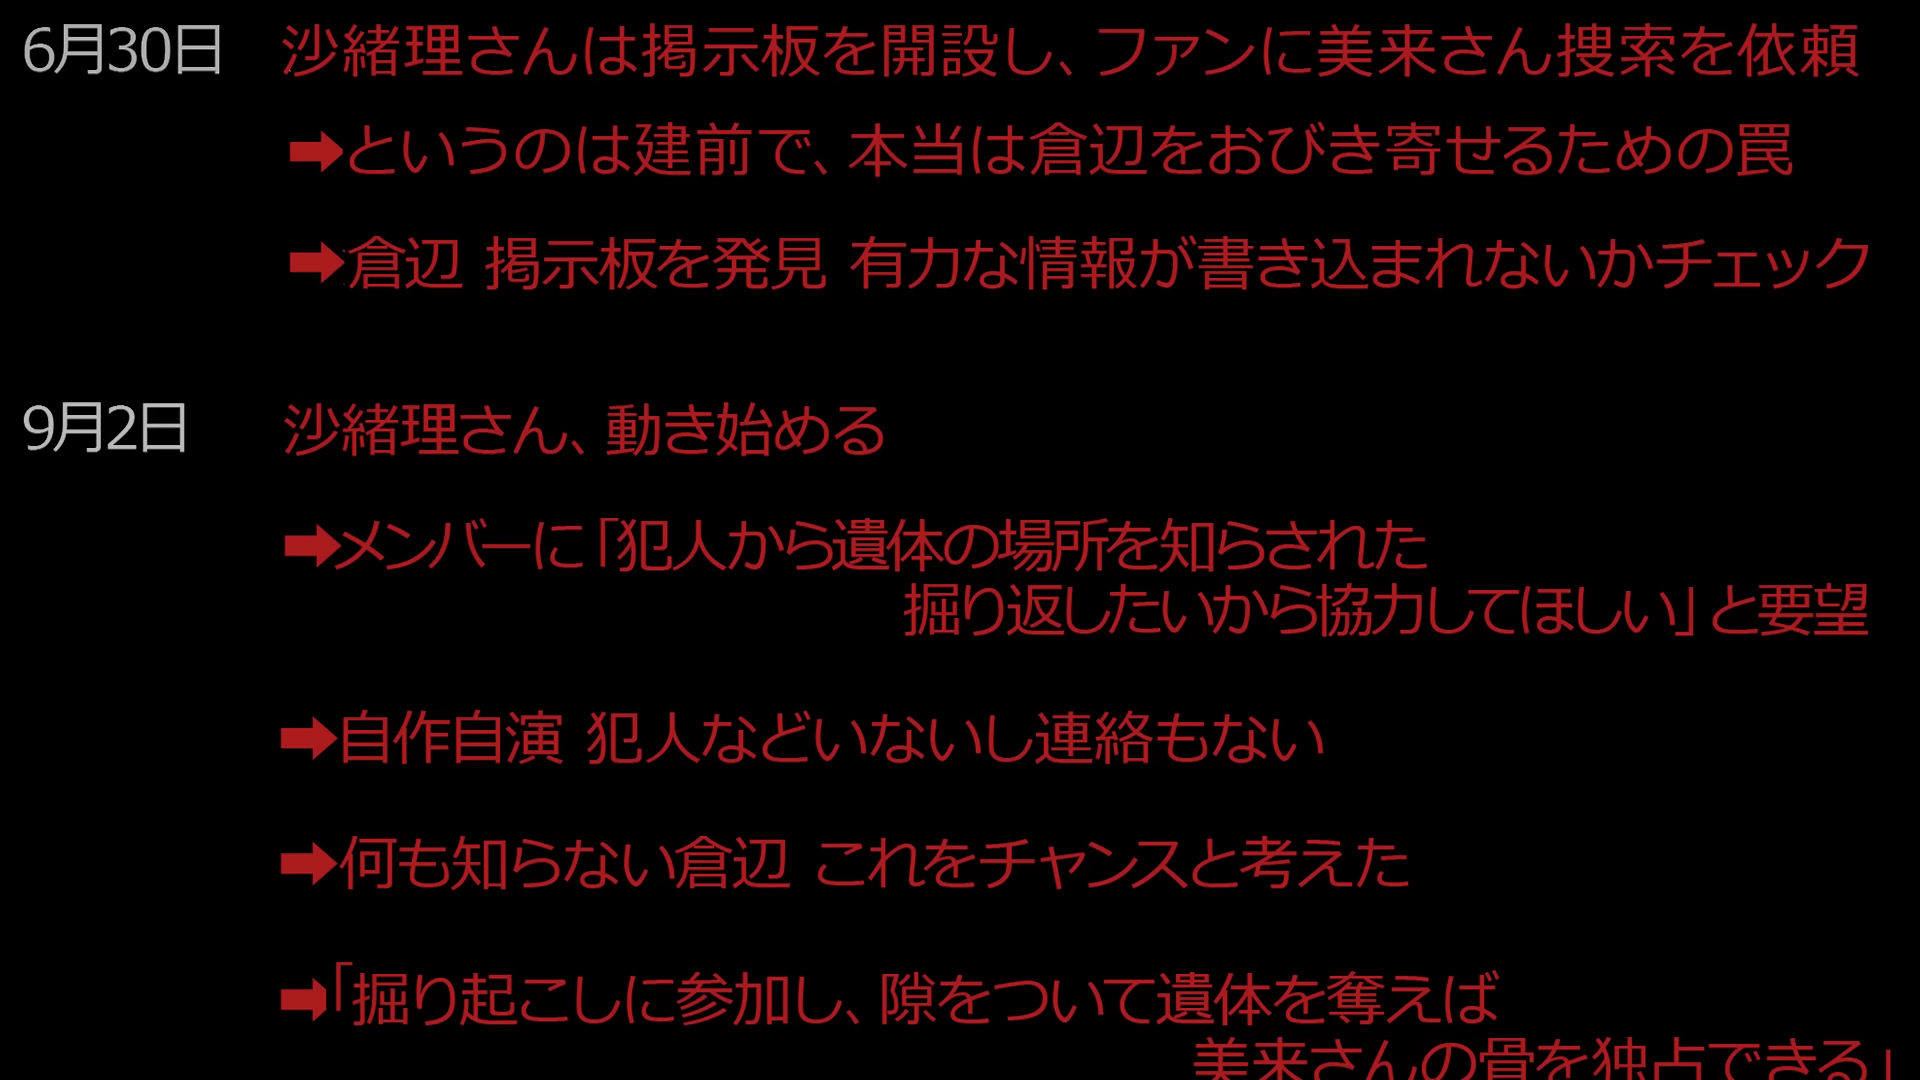 6月30日 沙緒理さんは掲示板を開設し、ファンに美来さん捜索を依頼
➡というのは建前で、本当は倉辺をおびき寄せるための罠
➡倉辺 掲示板を発見 有力な情報が書き込まれないかチェック
9月2日 沙緒理さん、動き始める
➡メンバーに「犯人から遺体の場所を知らされた
掘り返したいから協力してほしい」と要望
➡自作自演 犯人などいないし連絡もない
➡何も知らない倉辺 これをチャンスと考えた
➡「掘り起こしに参加し、隙をついて遺体を奪えば
美来さんの骨を独占できる」